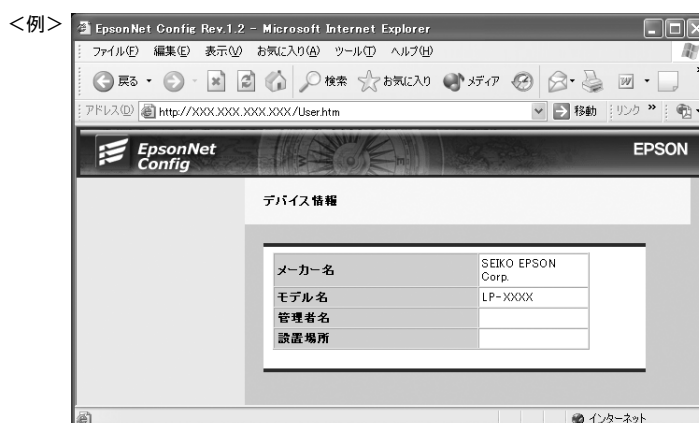 <例>
EpsonNet Config Rev.1.2 - Microsoft Internet Explorer
ファイル(F) 編集(E) 表示(V) お気に入り(A) ツール(T) ヘルプ(H)
戻る 検索 お気に入り メディア
アドレス(D) http://XXX.XXX.XXX.XXX/User.htm 移動 リンク »
EpsonNet
Config
EPSON
デバイス情報
メーカー名 SEIKO EPSON
Corp.
モデル名 LP-XXXX
管理者名
設置場所
インターネット